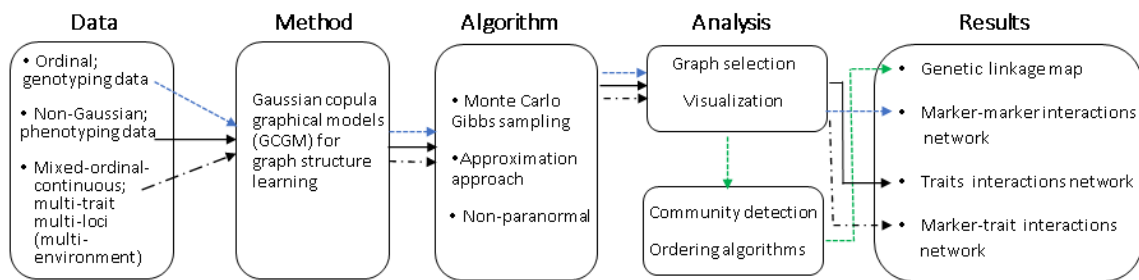 Data
Method
Algorithm
Analysis
Results
• Ordinal;
genotyping data
• Non-Gaussian;
phenotyping data
• Mixed-ordinal-
continuous;
multi-trait
multi-loci
(multi-
environment)
Gaussian copula
graphical models
(GCGM) for
graph structure
learning
• Monte Carlo
Gibbs sampling
• Approximation
approach
• Non-paranormal
Graph selection
Visualization
Community detection
Ordering algorithms
• Genetic linkage map
• Marker-marker interactions
network
• Traits interactions network
• Marker-trait interactions
network